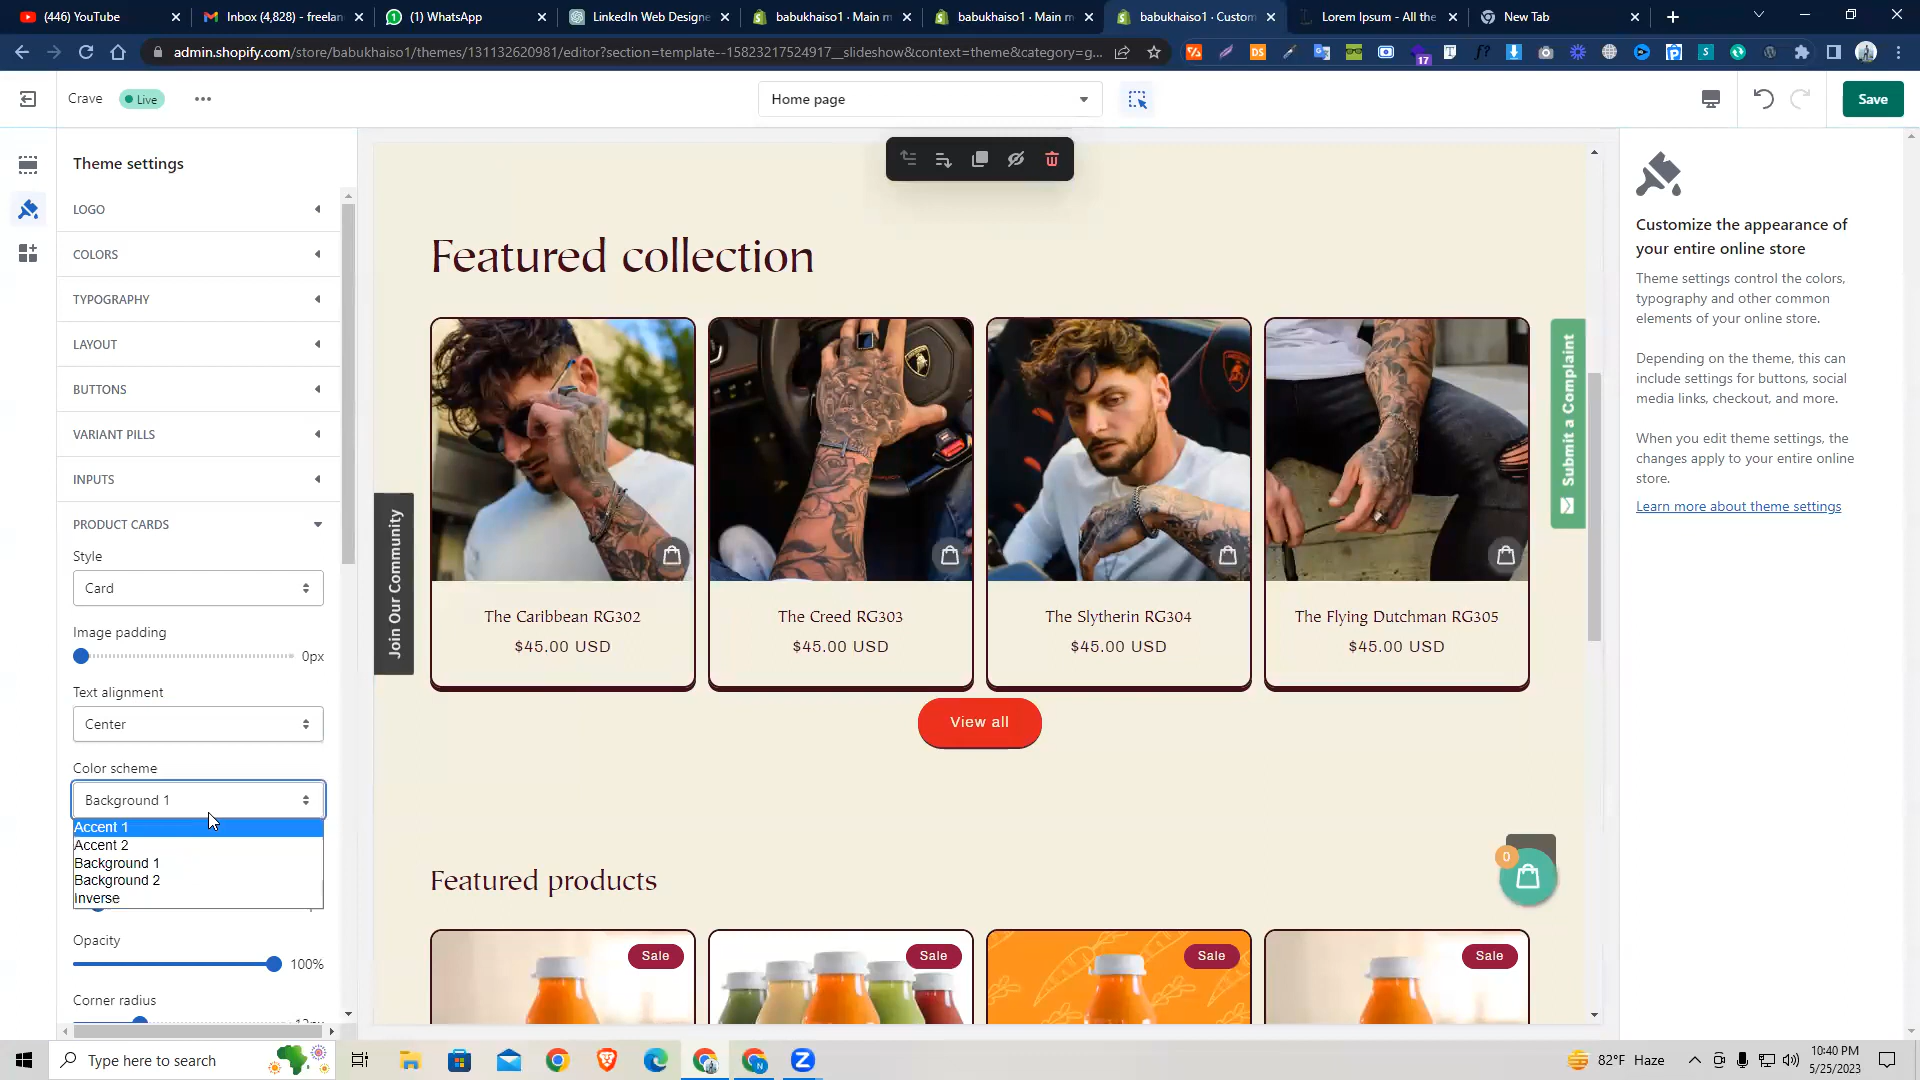 (446) YouTube
Inbox (4,828) - freelan
(1) WhatsApp
LinkedIn Web Designe
babukhaiso1 · Main m
babukhaiso1 · Main m
babukhaiso1 · Custom
Lorem Ipsum - All the
New Tab
admin.shopify.com/store/babukhaiso1/themes/131132620981/editor?section=template--15823217524917__slideshow&context=theme&category=g...
17
Crave
Live
Home page
Save
Theme settings
LOGO
COLORS
TYPOGRAPHY
LAYOUT
BUTTONS
VARIANT PILLS
INPUTS
PRODUCT CARDS
Style
Card
Image padding
0px
Text alignment
Center
Color scheme
Background 1
Accent 1
Accent 2
Background 1
Background 2
Inverse
Opacity
100%
Corner radius
Featured collection
The Caribbean RG302
$45.00 USD
The Creed RG303
$45.00 USD
The Slytherin RG304
$45.00 USD
The Flying Dutchman RG305
$45.00 USD
View all
Join Our Community
Submit a Complaint
0
Featured products
Sale
Sale
Sale
Sale
Customize the appearance of
your entire online store
Theme settings control the colors,
typography and other common
elements of your online store.
Depending on the theme, this can
include settings for buttons, social
media links, checkout, and more.
When you edit theme settings, the
changes apply to your entire online
store.
Learn more about theme settings
Type here to search
82°F Haze
10:40 PM
5/25/2023